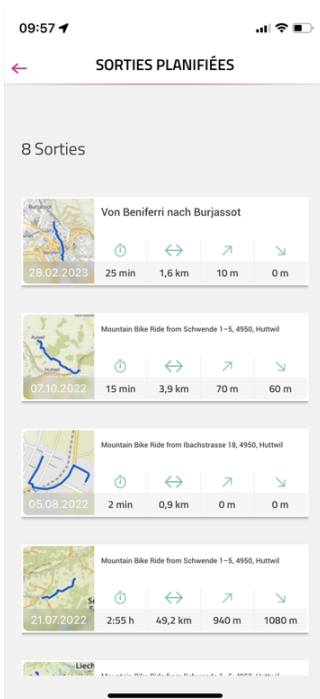 09:57
SORTIES PLANIFIÉES
8 Sorties
Burjassot
Von Beniferri nach Burjassot
28.02.2023
25 min
1,6 km
10 m
0 m
Mountain Bike Ride from Schwende 1–5, 4950, Huttwil
Huttwil
07.10.2022
15 min
3,9 km
70 m
60 m
Mountain Bike Ride from Ibachstrasse 18, 4950, Huttwil
05.08.2022
2 min
0,9 km
0 m
0 m
Mountain Bike Ride from Schwende 1–5, 4950, Huttwil
21.07.2022
2:55 h
49,2 km
940 m
1080 m
Liech